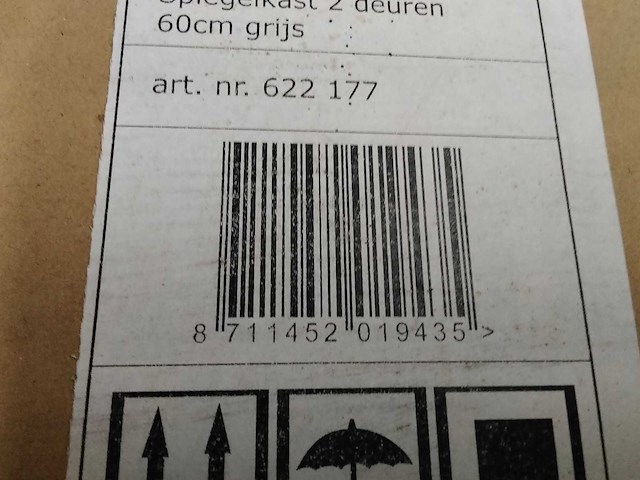 Spiegelkast 2 deuren
60cm grijs
art. nr. 622 177
8 711452 019435 >